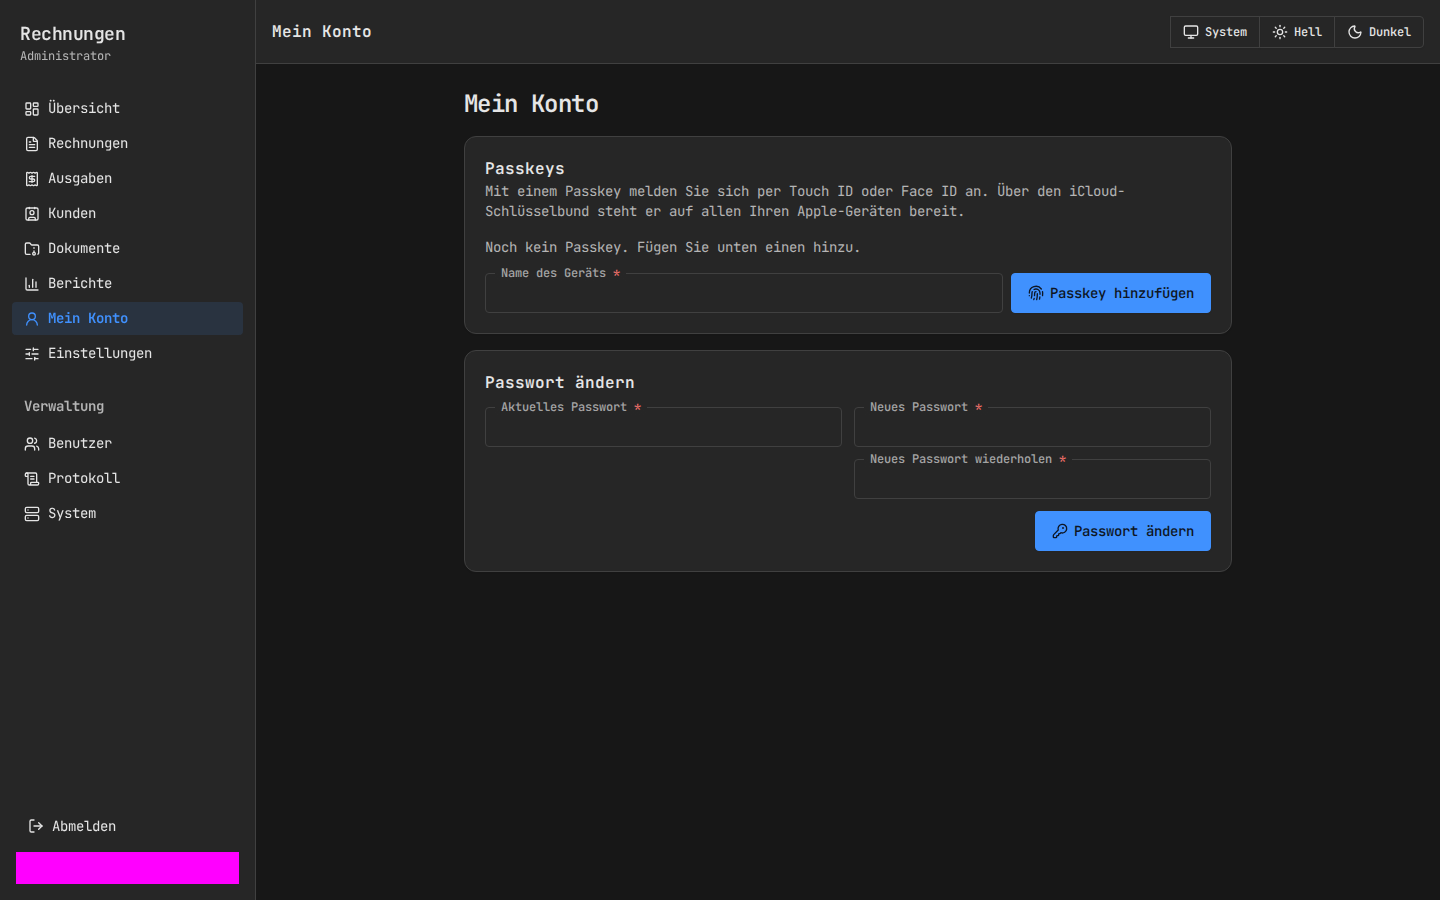 Rechnungen
Administrator
Übersicht
Rechnungen
Ausgaben
Kunden
Dokumente
Berichte
Mein Konto
Einstellungen
Verwaltung
Benutzer
Protokoll
System
Abmelden
Mein Konto
System
Hell
Dunkel
Mein Konto
Passkeys
Mit einem Passkey melden Sie sich per Touch ID oder Face ID an. Über den iCloud-
Schlüsselbund steht er auf allen Ihren Apple-Geräten bereit.
Noch kein Passkey. Fügen Sie unten einen hinzu.
Name des Geräts *
Passkey hinzufügen
Passwort ändern
Aktuelles Passwort *
Neues Passwort *
Neues Passwort wiederholen *
Passwort ändern